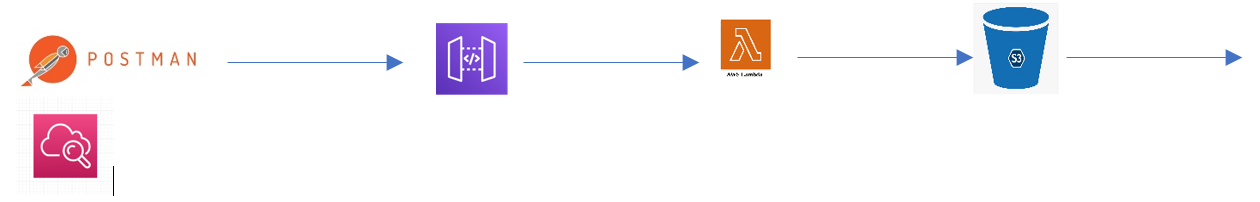 POSTMAN
</>
AWS Lambda
S3